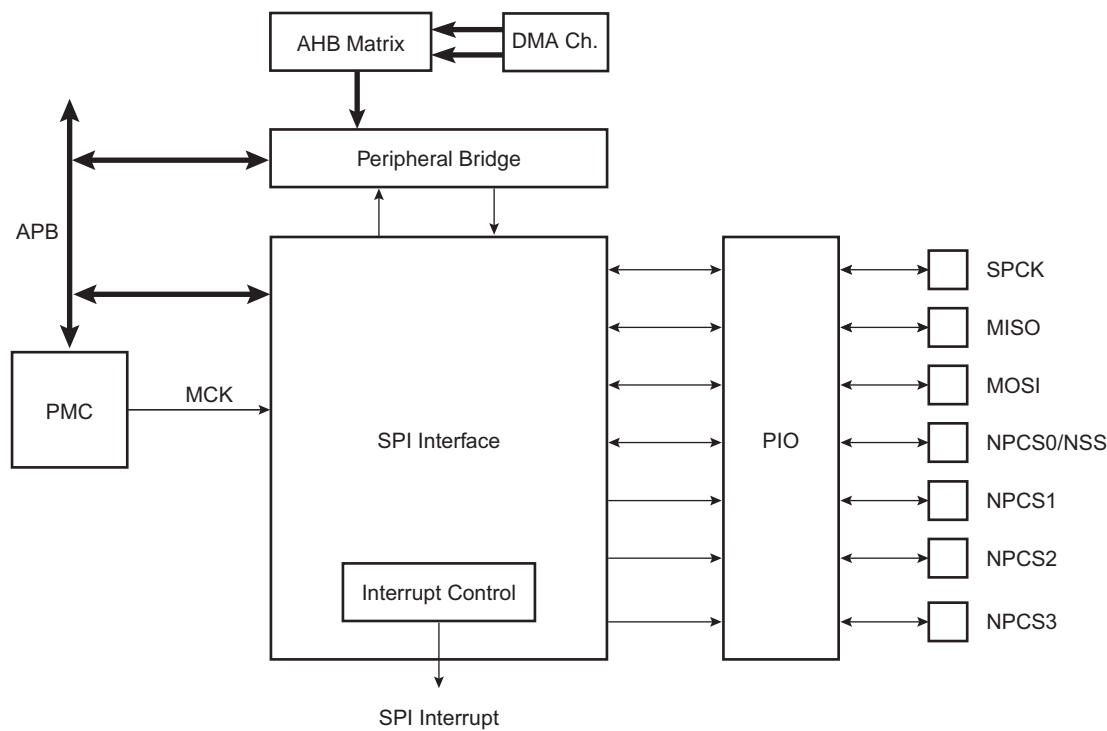 AHB Matrix
DMA Ch.
Peripheral Bridge
APB
SPCK
MISO
MOSI
PMC
MCK
SPI Interface
PIO
NPCS0/NSS
NPCS1
NPCS2
Interrupt Control
NPCS3
SPI Interrupt